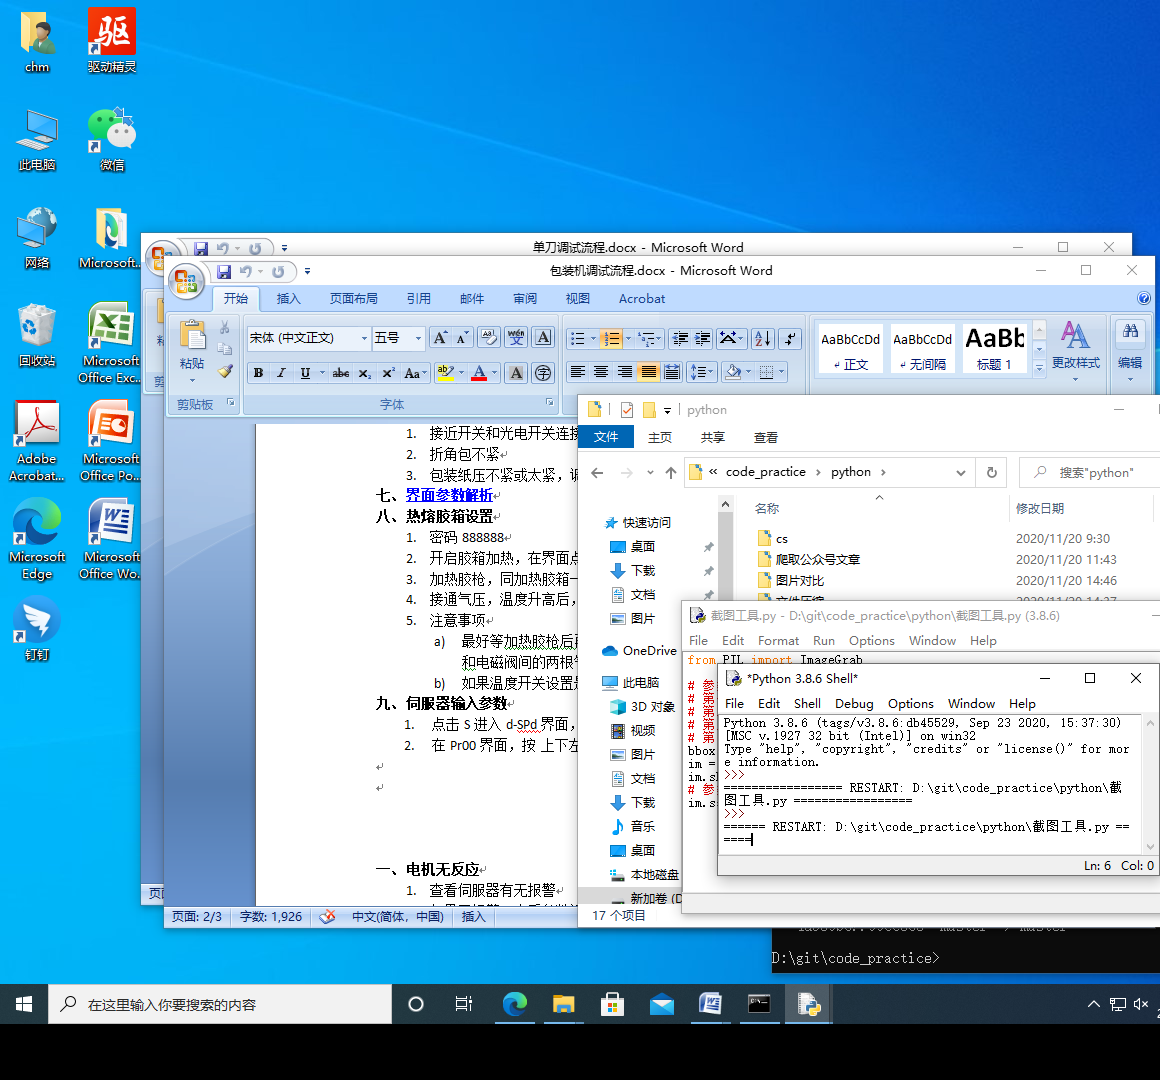 chm
驱
驱动精灵
此电脑
微信
网络
Microsoft...
回收站
Microsoft Office Exc...
Adobe Acrobat...
Microsoft Office Po...
Microsoft Edge
Microsoft Office Wo...
钉钉
单刀调试流程.docx - Microsoft Word
包装机调试流程.docx - Microsoft Word
开始 插入 页面布局 引用 邮件 审阅 视图 Acrobat
粘贴
剪贴板
宋体 (中文正文) 五号
字体
AaBbCcDd AaBbCcDd AaBb
正文 无间隔 标题 1
更改样式 编辑
1. 接近开关和光电开关连接
2. 折角包不紧
3. 包装纸压不紧或太紧，
七、界面参数解析
八、热熔胶箱设置
1. 密码 888888
2. 开启胶箱加热，在界面点
3. 加热胶枪，同加热胶箱一
4. 接通气压，温度升高后，
5. 注意事项
a) 最好等加热胶枪后
和电磁阀间的两根
b) 如果温度开关设置
九、伺服器输入参数
1. 点击 S 进入 d-SPd 界面，
2. 在 Pr00 界面，按 上下左
一、电机无反应
1. 查看伺服器有无报警
页面: 2/3 字数: 1,926 中文(简体，中国) 插入
python
文件 主页 共享 查看
« code_practice › python ›
搜索"python"
名称 修改日期
cs 2020/11/20 9:30
爬取公众号文章 2020/11/20 11:43
图片对比 2020/11/20 14:46
文件压缩 2020/11/20 14:27
快速访问
桌面
下载
文档
图片
OneDrive
此电脑
3D 对象
视频
图片
文档
下载
音乐
桌面
本地磁盘
新加卷 (D
17 个项目
截图工具.py - D:\git\code_practice\python\截图工具.py (3.8.6)
File Edit Format Run Options Window Help
from PIL import ImageGrab
# 参
# 第
# 第
# 第
# 第
bbox
im =
im.sh
# 参
im.s
*Python 3.8.6 Shell*
File Edit Shell Debug Options Window Help
Python 3.8.6 (tags/v3.8.6:db45529, Sep 23 2020, 15:37:30)
[MSC v.1927 32 bit (Intel)] on win32
Type "help", "copyright", "credits" or "license()" for mor
e information.
>>>
================= RESTART: D:\git\code_practice\python\截
图工具.py =================
>>>
====== RESTART: D:\git\code_practice\python\截图工具.py ==
====
Ln: 6 Col: 0
D:\git\code_practice>
在这里输入你要搜索的内容